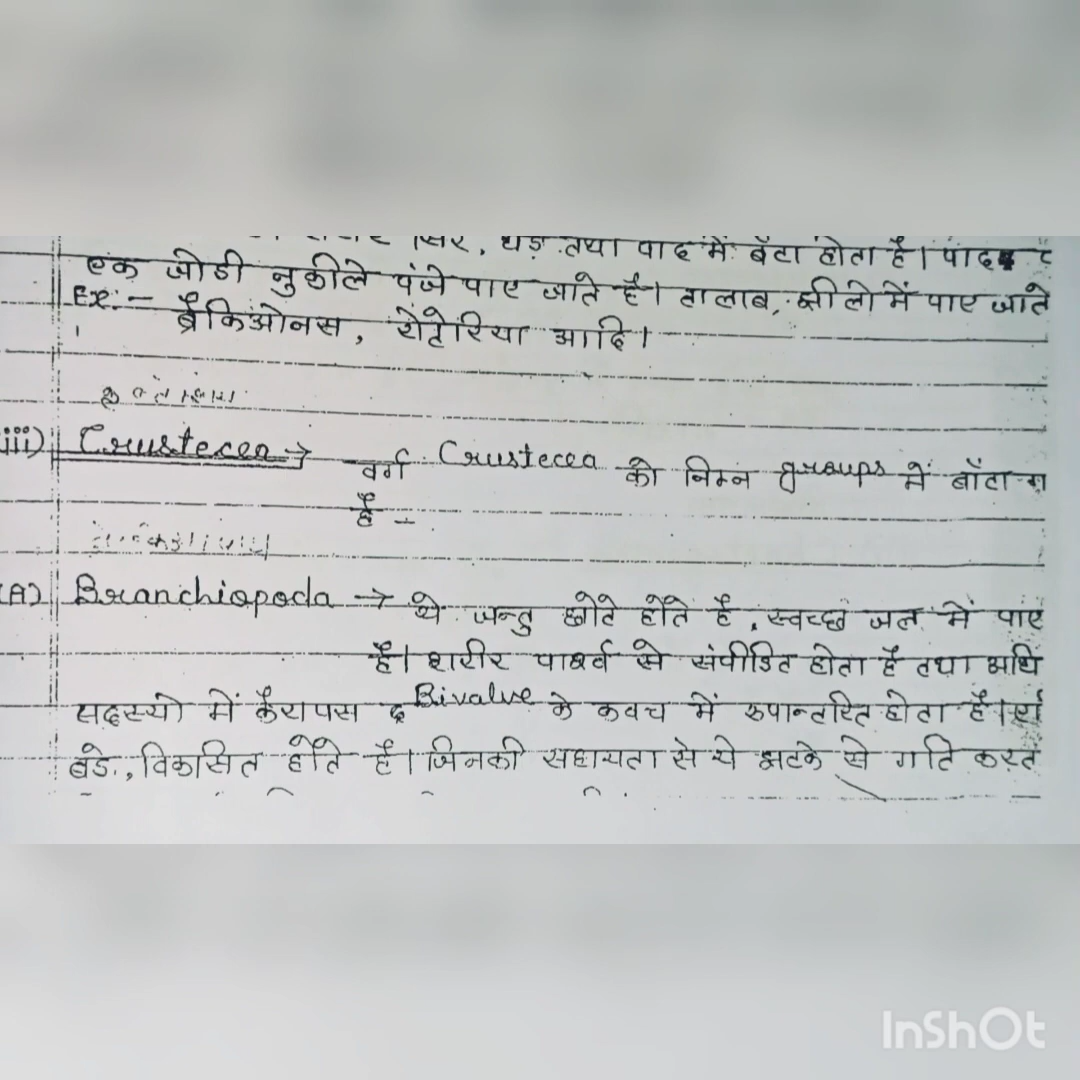 सिर, धड़ तथा पाद में बँटा होता है। पाद
एक जोडी नुकीले पंजे पाए जाते है। तालाब, झीलो में पाए जाते
Ex:- ब्रैकिओनस, रोटेरिया आदि।
iii) Crustecea → वर्ग Crustecea को निम्न groups में बाँटा
है -
(A) Branchiopoda → ये जन्तु छोटे होते है, स्वच्छ जल में पाए
है। शरीर पार्श्व से संपीडित होता है तथा
सदस्यो में कैरापस Bivalve के कवच में रुपान्तरित होता है।
बडे, विकसित होते है। जिनकी सहायता से ये झटके से गति करत
InShOt